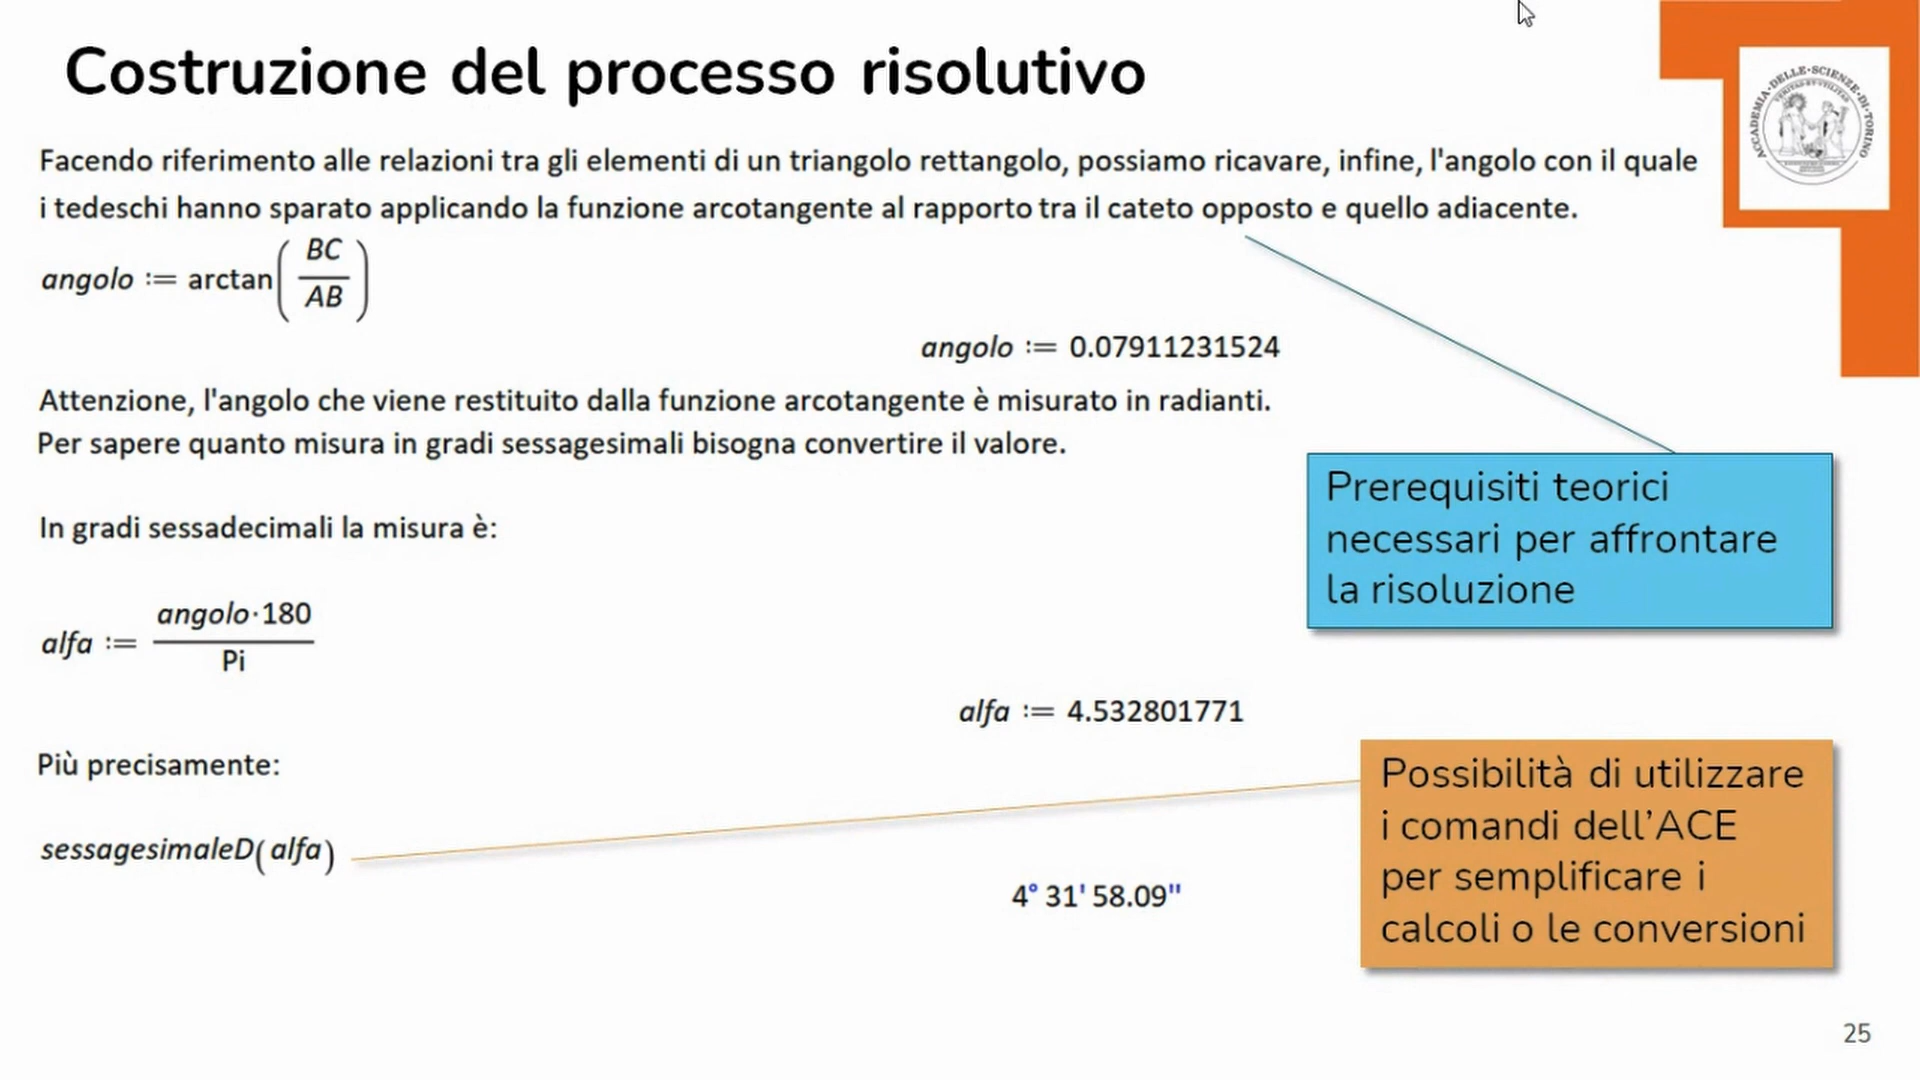 Costruzione del processo risolutivo
ACCADEMIA·DELLE·SCIENZE·DI·TORINO
Facendo riferimento alle relazioni tra gli elementi di un triangolo rettangolo, possiamo ricavare, infine, l'angolo con il quale
i tedeschi hanno sparato applicando la funzione arcotangente al rapporto tra il cateto opposto e quello adiacente.
angolo := arctan(BC/AB)
angolo := 0.07911231524
Attenzione, l'angolo che viene restituito dalla funzione arcotangente è misurato in radianti.
Per sapere quanto misura in gradi sessagesimali bisogna convertire il valore.
Prerequisiti teorici
necessari per affrontare
la risoluzione
In gradi sessadecimali la misura è:
alfa := angolo·180/Pi
alfa := 4.532801771
Più precisamente:
sessagesimaleD(alfa)
4° 31' 58.09"
Possibilità di utilizzare
i comandi dell'ACE
per semplificare i
calcoli o le conversioni
25